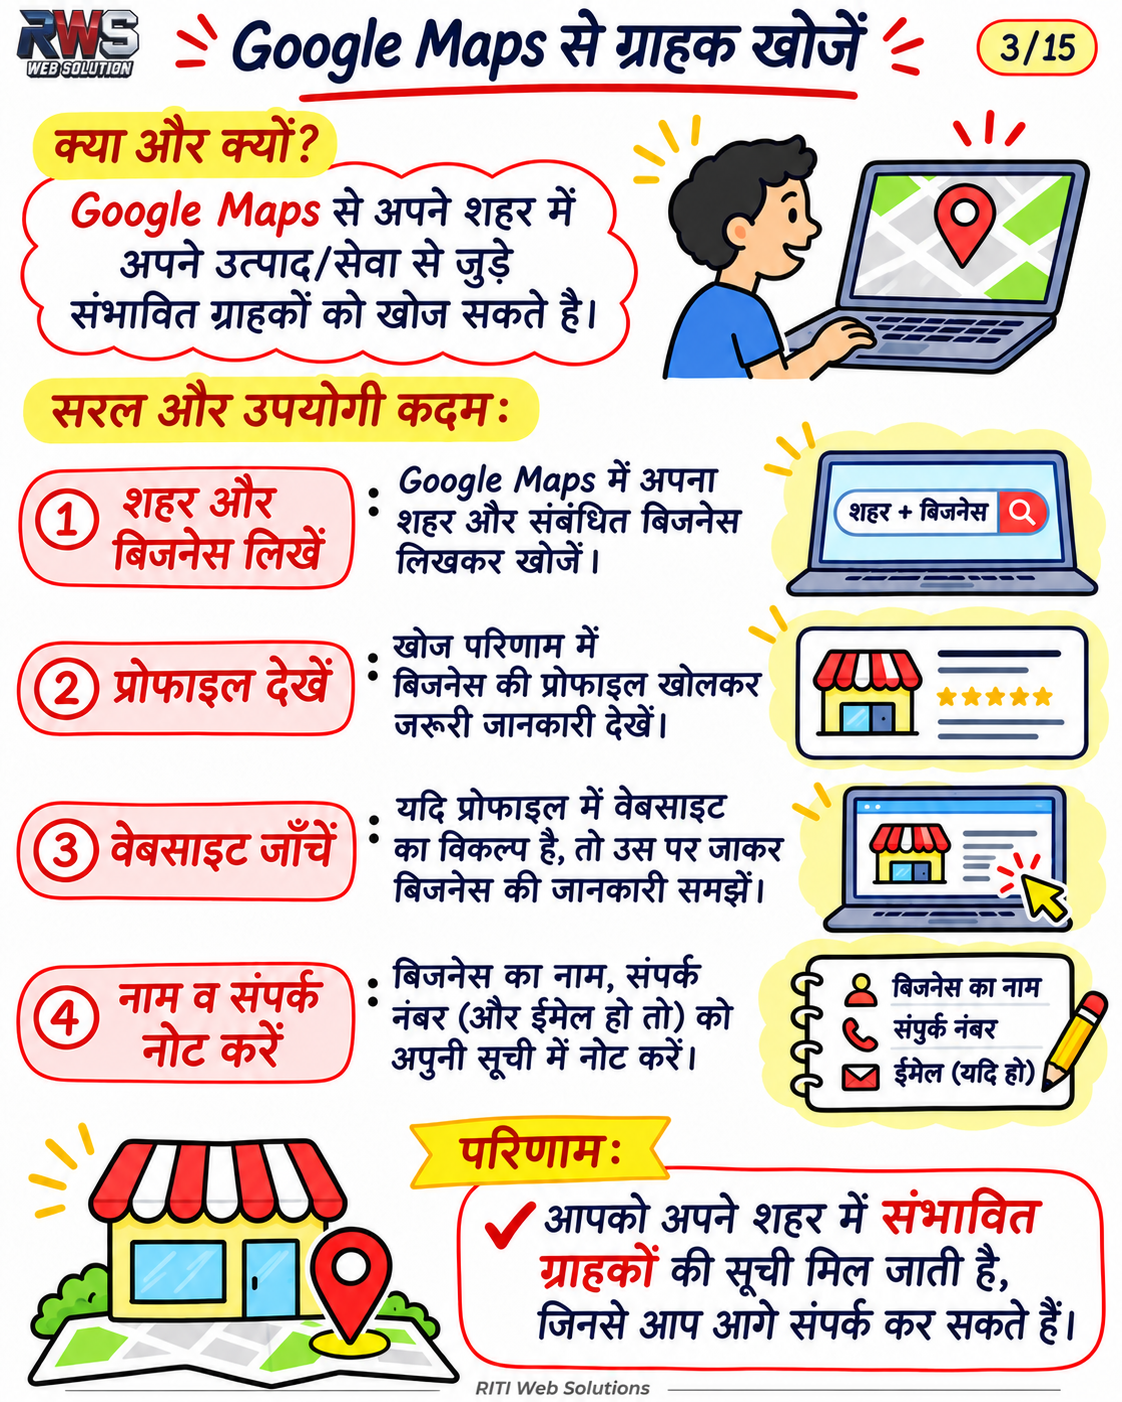 RWS
WEB SOLUTION
Google Maps से ग्राहक खोजें
3/15
क्या और क्यों?
Google Maps से अपने शहर में
अपने उत्पाद/सेवा से जुड़े
संभावित ग्राहकों को खोज सकते है।
सरल और उपयोगी कदम:
1 शहर और
बिजनेस लिखें
: Google Maps में अपना
शहर और संबंधित बिजनेस
लिखकर खोजें।
शहर + बिजनेस
2 प्रोफाइल देखें
: खोज परिणाम में
बिजनेस की प्रोफाइल खोलकर
जरूरी जानकारी देखें।
3 वेबसाइट जाँचें
: यदि प्रोफाइल में वेबसाइट
का विकल्प है, तो उस पर जाकर
बिजनेस की जानकारी समझें।
4 नाम व संपर्क
नोट करें
: बिजनेस का नाम, संपर्क
नंबर (और ईमेल हो तो) को
अपुनी सूची में नोट करें।
बिजनेस का नाम
संपुर्क नंबर
ईमेल (यदि हो)
परिणाम:
आपको अपने शहर में संभावित
ग्राहकों की सूची मिल जाती है,
जिनसे आप आगे संपर्क कर सकते हैं।
RITI Web Solutions